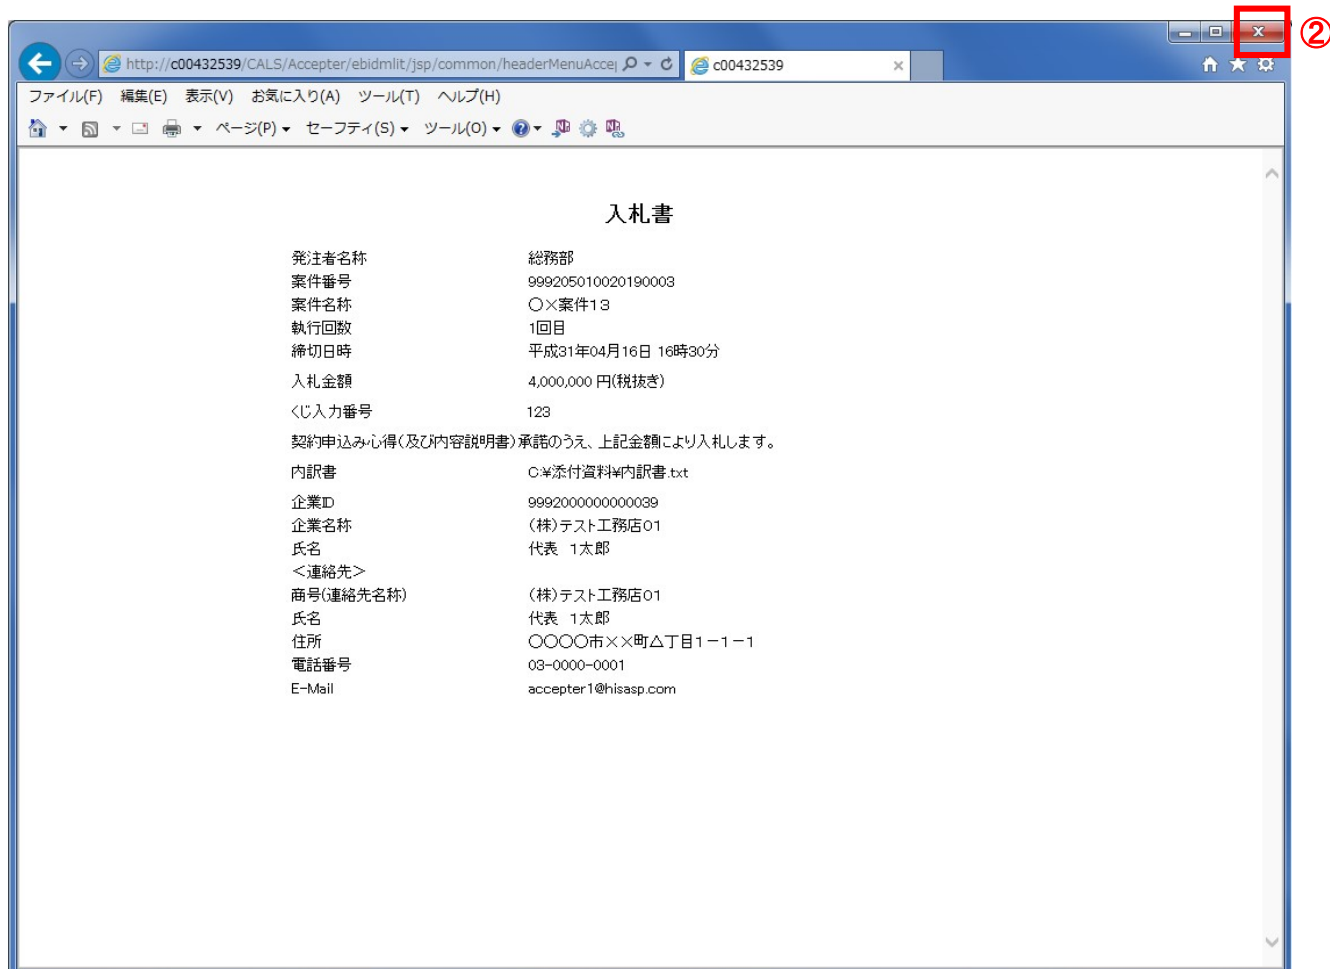 ②
http://c00432539/CALS/Accepter/ebidmlit/jsp/common/headerMenuAccep
c00432539
ファイル(F) 編集(E) 表示(V) お気に入り(A) ツール(T) ヘルプ(H)
ページ(P) セーフティ(S) ツール(O)
入札書
発注者名称 総務部
案件番号 999205010020190003
案件名称 〇×案件13
執行回数 1回目
締切日時 平成31年04月16日 16時30分
入札金額 4,000,000 円(税抜き)
くじ入力番号 123
契約申込み心得(及び内容説明書)承諾のうえ、上記金額により入札します。
内訳書 C:¥添付資料¥内訳書.txt
企業ID 9992000000000039
企業名称 (株)テスト工務店01
氏名 代表 1太郎
<連絡先>
商号(連絡先名称) (株)テスト工務店01
氏名 代表 1太郎
住所 〇〇〇〇市××町△丁目1-1-1
電話番号 03-0000-0001
E-Mail accepter1@hisasp.com